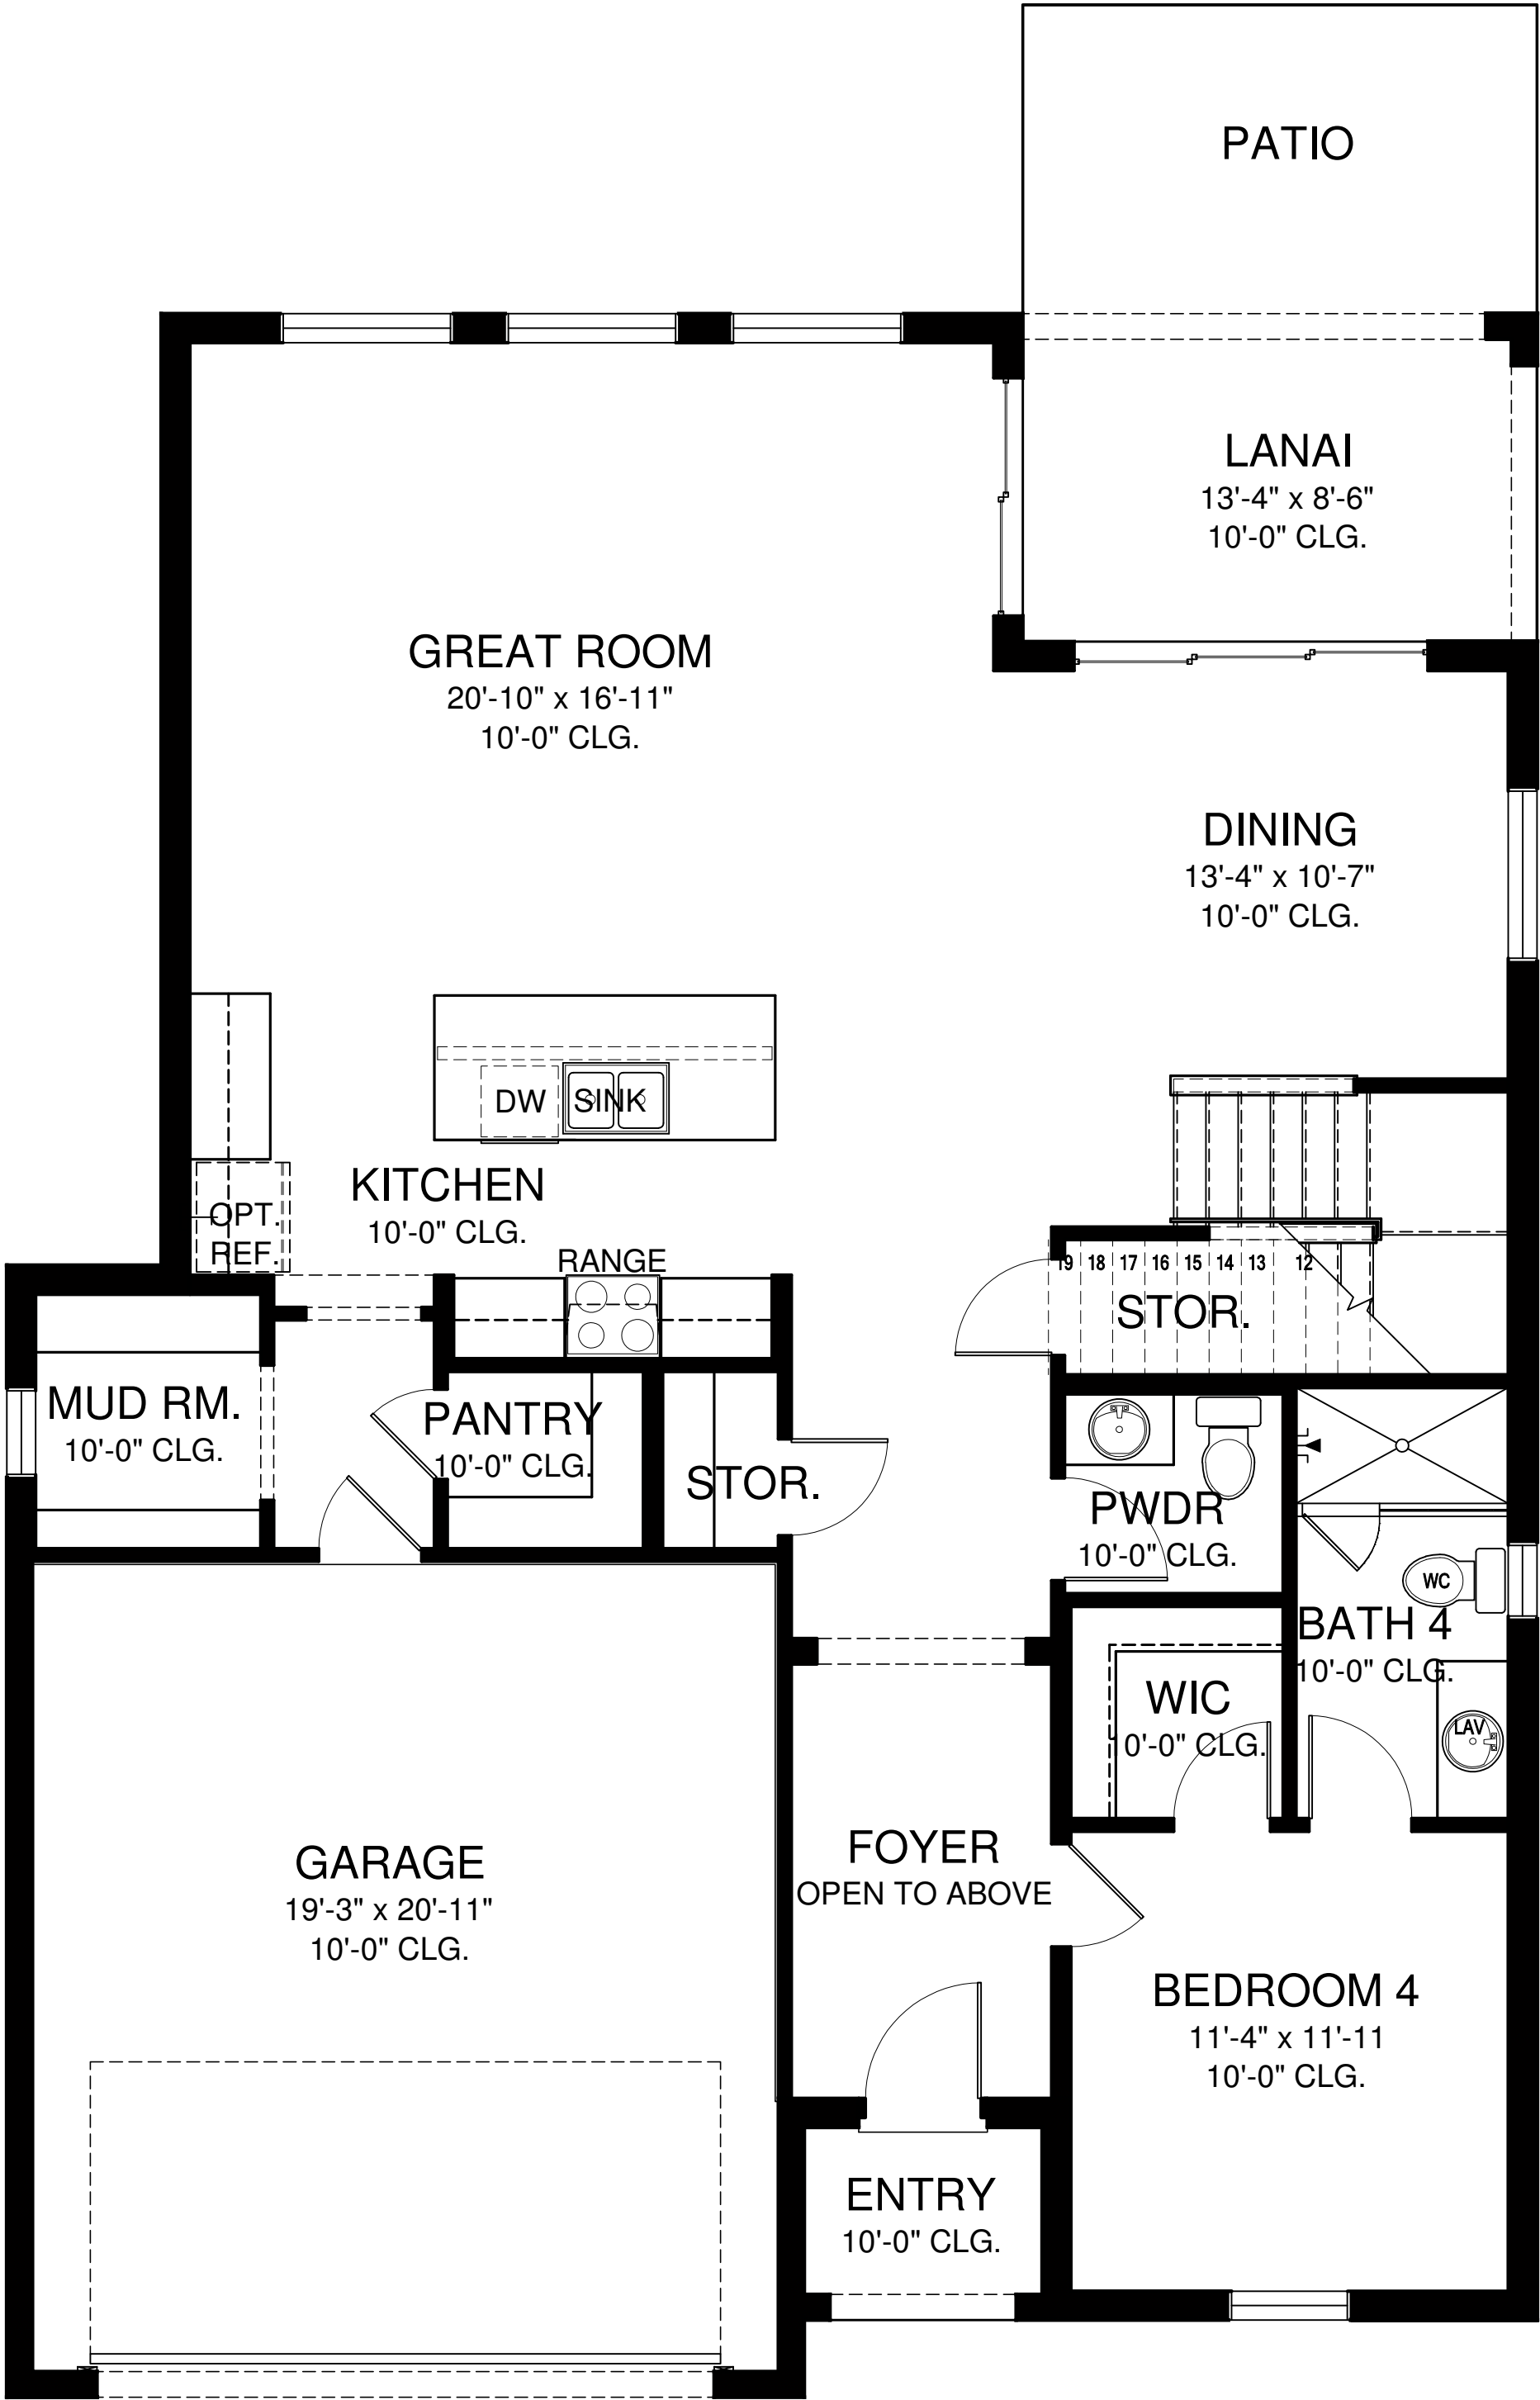 PATIO
LANAI
13'-4" x 8'-6"
10'-0" CLG.
GREAT ROOM
20'-10" x 16'-11"
10'-0" CLG.
DINING
13'-4" x 10'-7"
10'-0" CLG.
DW
SINK
KITCHEN
10'-0" CLG.
OPT.
REF.
RANGE
19 18 17 16 15 14 13 12
STOR.
MUD RM.
10'-0" CLG.
PANTRY
10'-0" CLG.
STOR.
PWDR
10'-0" CLG.
WC
BATH 4
10'-0" CLG.
WIC
10'-0" CLG.
LAV
GARAGE
19'-3" x 20'-11"
10'-0" CLG.
FOYER
OPEN TO ABOVE
BEDROOM 4
11'-4" x 11'-11
10'-0" CLG.
ENTRY
10'-0" CLG.